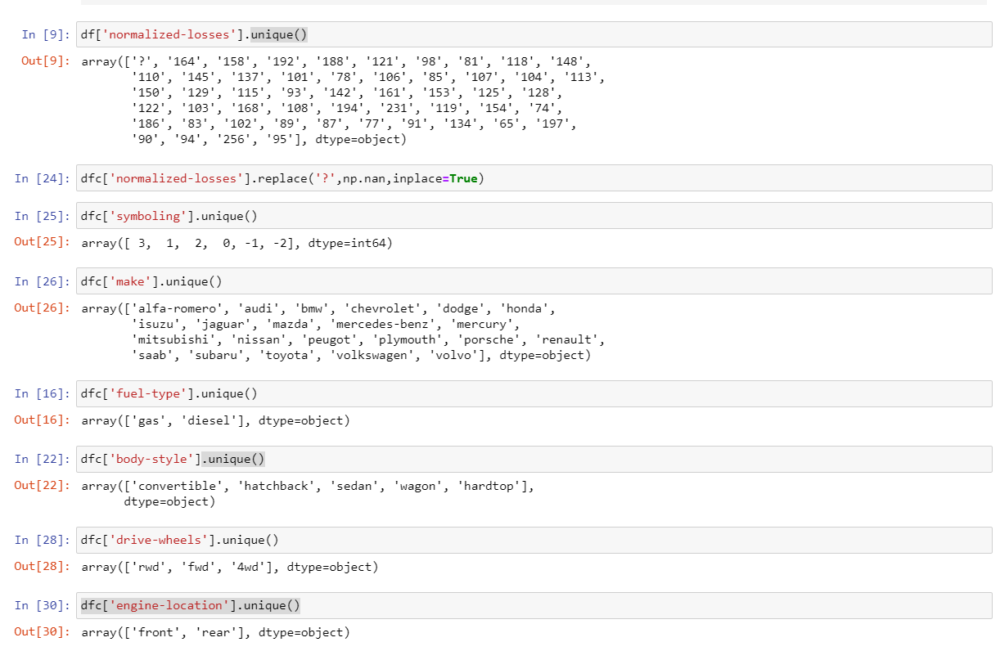 In [9]: df['normalized-losses'].unique()
Out[9]: array(['?', '164', '158', '192', '188', '121', '98', '81', '118', '148',
'110', '145', '137', '101', '78', '106', '85', '107', '104', '113',
'150', '129', '115', '93', '142', '161', '153', '125', '128',
'122', '103', '168', '108', '194', '231', '119', '154', '74',
'186', '83', '102', '89', '87', '77', '91', '134', '65', '197',
'90', '94', '256', '95'], dtype=object)
In [24]: dfc['normalized-losses'].replace('?',np.nan,inplace=True)
In [25]: dfc['symboling'].unique()
Out[25]: array([ 3, 1, 2, 0, -1, -2], dtype=int64)
In [26]: dfc['make'].unique()
Out[26]: array(['alfa-romero', 'audi', 'bmw', 'chevrolet', 'dodge', 'honda',
'isuzu', 'jaguar', 'mazda', 'mercedes-benz', 'mercury',
'mitsubishi', 'nissan', 'peugot', 'plymouth', 'porsche', 'renault',
'saab', 'subaru', 'toyota', 'volkswagen', 'volvo'], dtype=object)
In [16]: dfc['fuel-type'].unique()
Out[16]: array(['gas', 'diesel'], dtype=object)
In [22]: dfc['body-style'].unique()
Out[22]: array(['convertible', 'hatchback', 'sedan', 'wagon', 'hardtop'],
dtype=object)
In [28]: dfc['drive-wheels'].unique()
Out[28]: array(['rwd', 'fwd', '4wd'], dtype=object)
In [30]: dfc['engine-location'].unique()
Out[30]: array(['front', 'rear'], dtype=object)